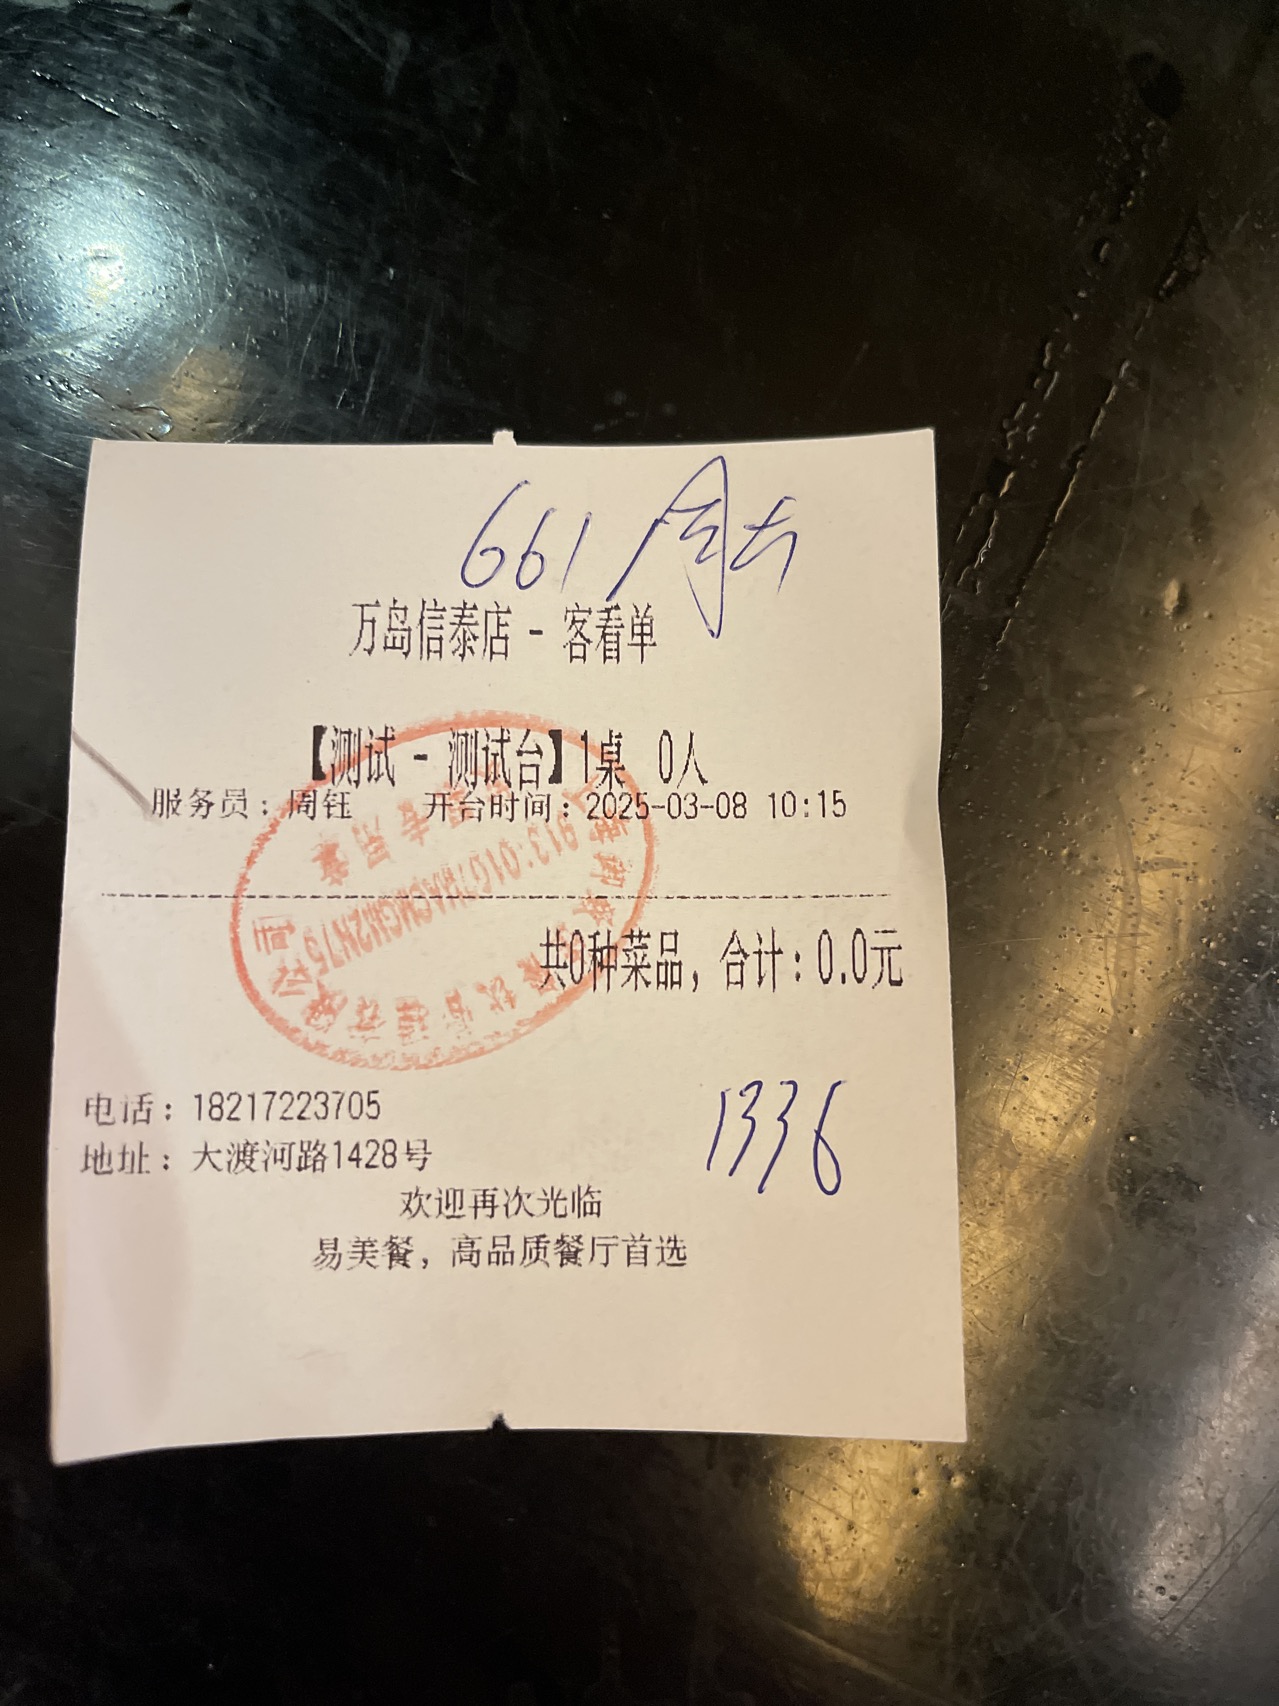 661
万岛信泰店 - 客看单
【测试 - 测试台】1桌 0人
服务员：周钰 开台时间：2025-03-08 10:15
共0种菜品，合计：0.0元
电话：18217223705
1336
地址：大渡河路1428号
欢迎再次光临
易美餐，高品质餐厅首选